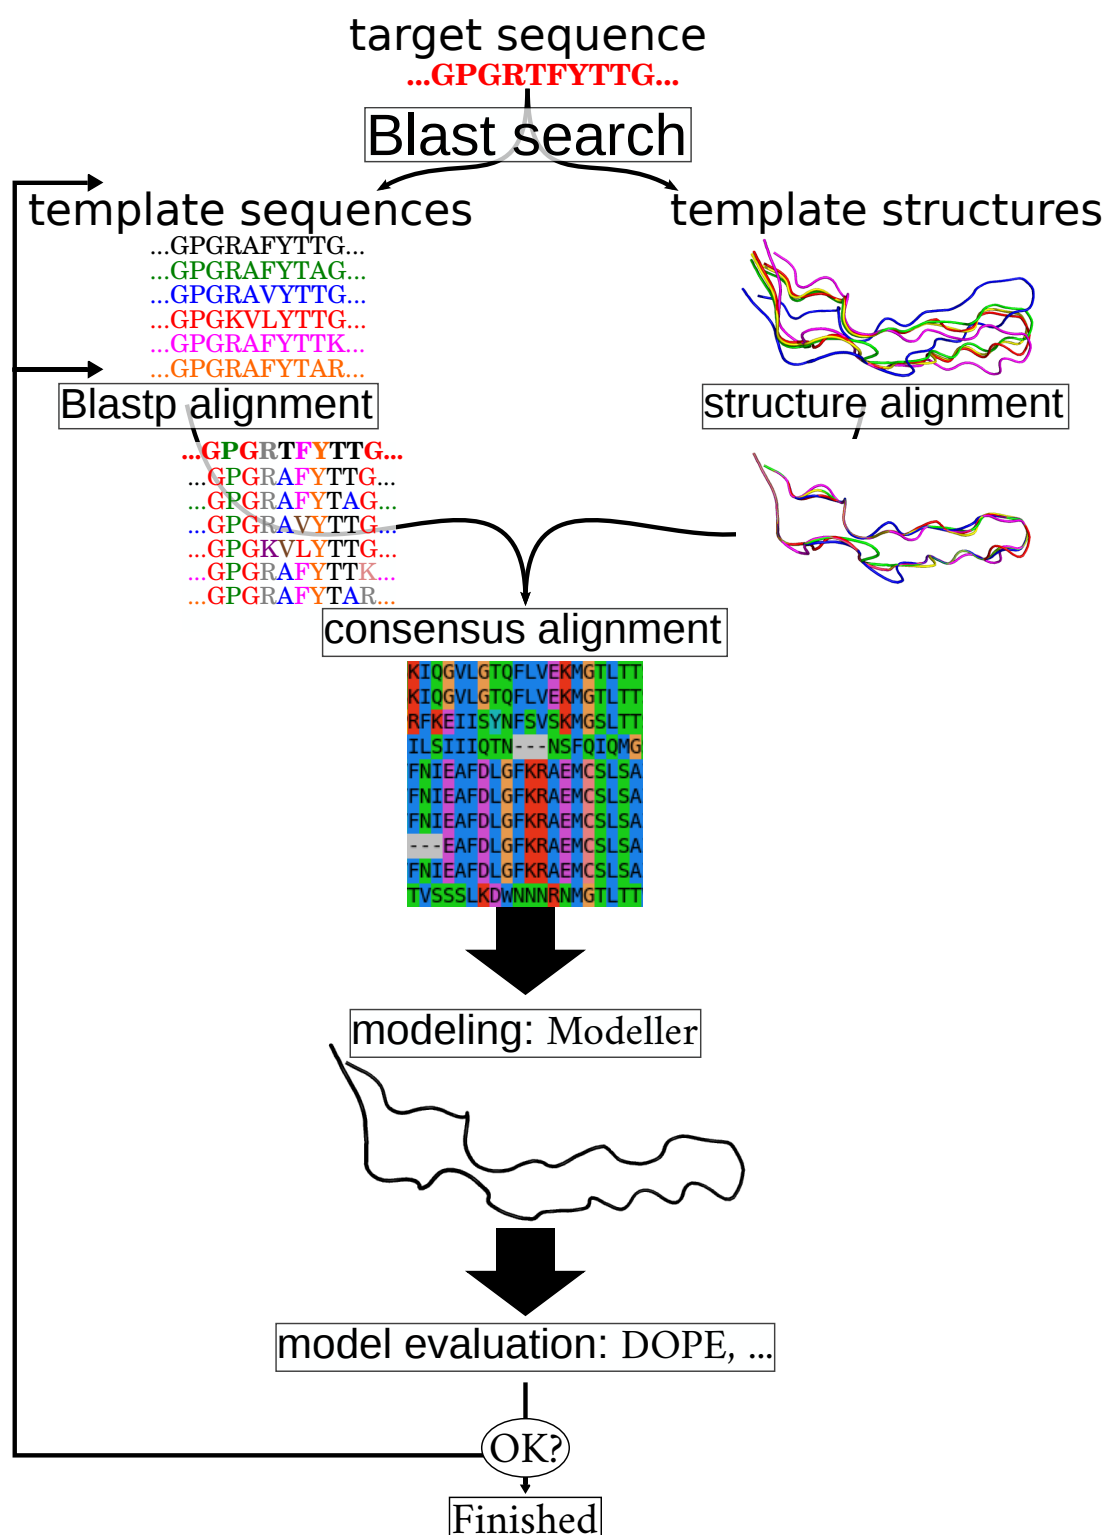 target sequence
...GPGRTFYTTG...
Blast search
template sequences
...GPGRAFYTTG...
...GPGRAFYTAG...
...GPGRAVYTTG...
...GPGKVLYTTG...
...GPGRAFYTTK...
...GPGRAFYTAR...
Blastp alignment
template structures
structure alignment
...GPGRTFYTTG...
...GPGRAFYTTG...
...GPGRAFYTAG...
...GPGRAVYTTG...
...GPGKVLYTTG...
...GPGRAFYTTK...
...GPGRAFYTAR...
consensus alignment
KIQGVLGTQFLVEKMGTLTT
KIQGVLGTQFLVEKMGTLTT
RFKEIISYNFSVSKMGSLTT
ILSIIIQTN---NSFQIQMG
FNIEAFDLGFKRAEMCSLSA
FNIEAFDLGFKRAEMCSLSA
FNIEAFDLGFKRAEMCSLSA
---EAFDLGFKRAEMCSLSA
FNIEAFDLGFKRAEMCSLSA
TVSSSLKDWNNNRNMGTLTT
modeling: Modeller
model evaluation: DOPE, ...
OK?
Finished